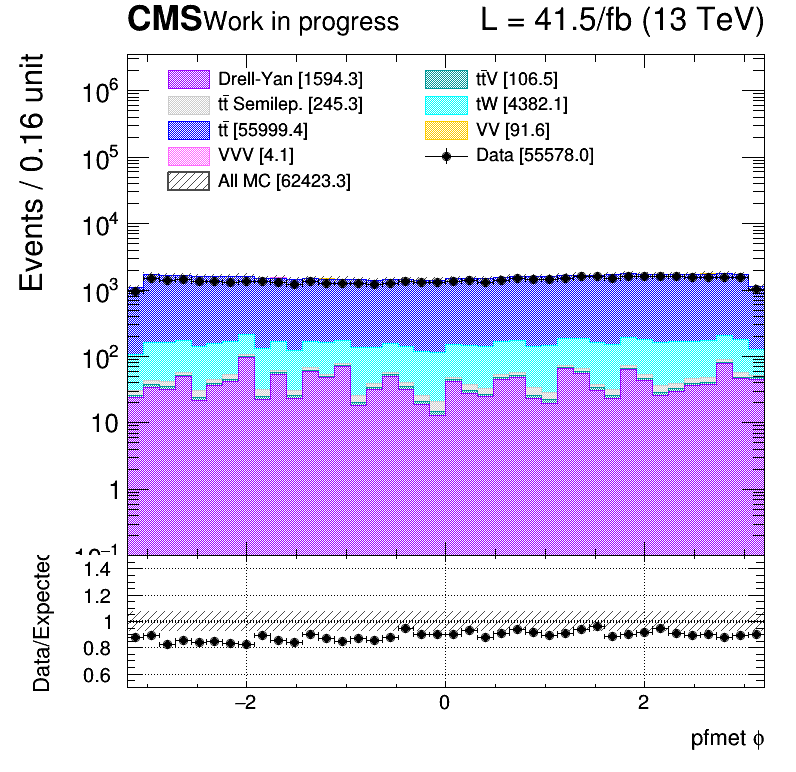 CMS Work in progress L = 41.5/fb (13 TeV)
Events / 0.16 unit
Drell-Yan [1594.3]
tt̄ Semilep. [245.3]
tt̄ [55999.4]
VVV [4.1]
All MC [62423.3]
tt̄V [106.5]
tW [4382.1]
VV [91.6]
Data [55578.0]
10⁶
10⁵
10⁴
10³
10²
10
1
10⁻¹
Data/Expected
1.4
1.2
1
0.8
0.6
−2 0 2
pfmet ϕ